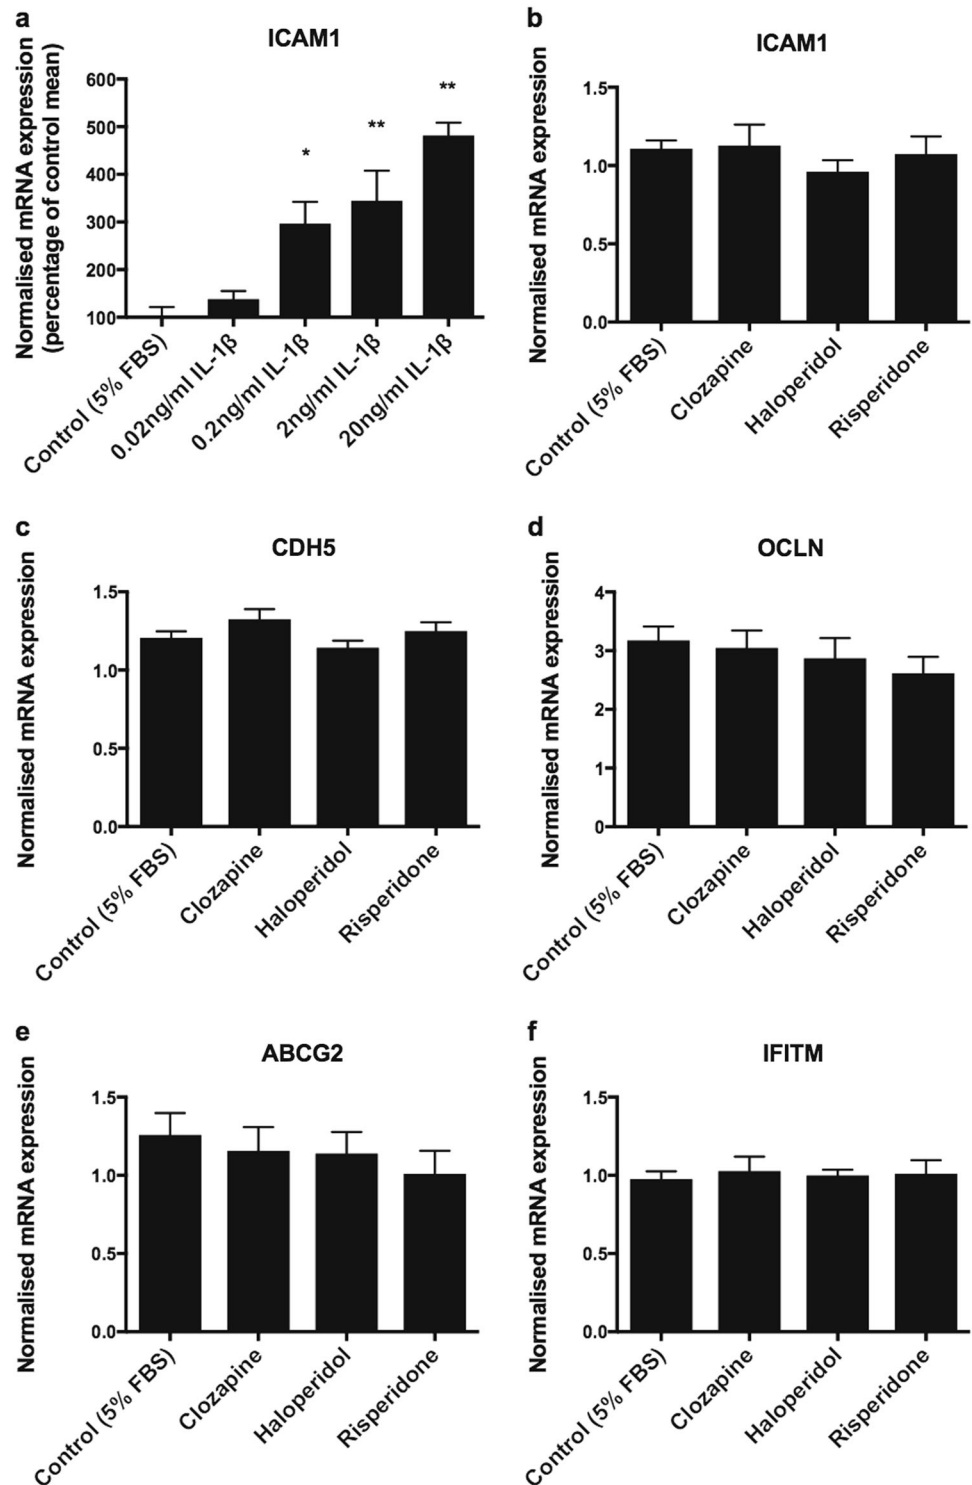 a
ICAM1
Normalised mRNA expression
(percentage of control mean)
600
500
400
300
200
100
*
**
**
Control (5% FBS)
0.02ng/ml IL-1β
0.2ng/ml IL-1β
2ng/ml IL-1β
20ng/ml IL-1β
b
ICAM1
Normalised mRNA expression
1.5
1.0
0.5
0.0
Control (5% FBS)
Clozapine
Haloperidol
Risperidone
c
CDH5
Normalised mRNA expression
1.5
1.0
0.5
0.0
Control (5% FBS)
Clozapine
Haloperidol
Risperidone
d
OCLN
Normalised mRNA expression
4
3
2
1
0
Control (5% FBS)
Clozapine
Haloperidol
Risperidone
e
ABCG2
Normalised mRNA expression
1.5
1.0
0.5
0.0
Control (5% FBS)
Clozapine
Haloperidol
Risperidone
f
IFITM
Normalised mRNA expression
1.5
1.0
0.5
0.0
Control (5% FBS)
Clozapine
Haloperidol
Risperidone